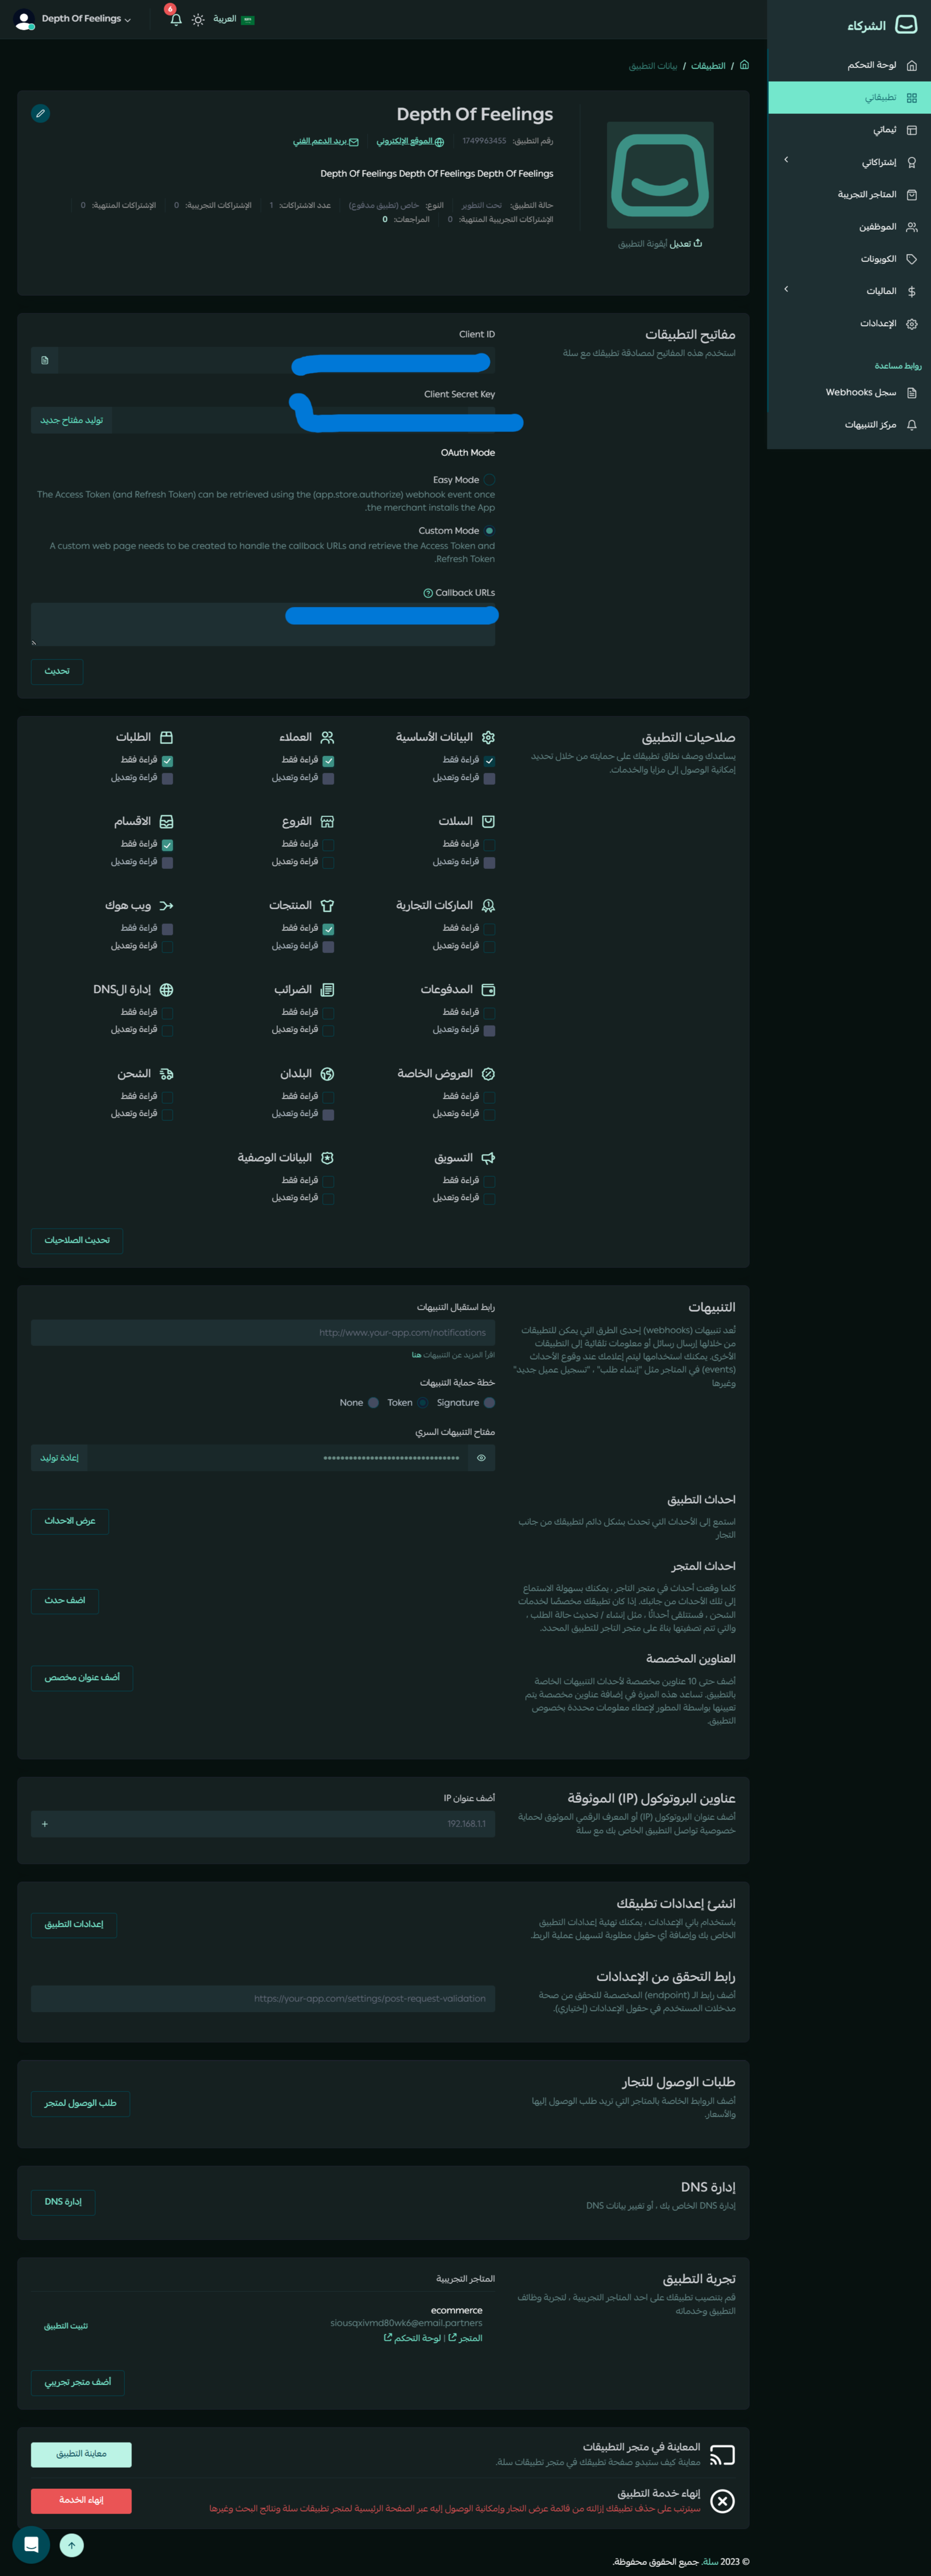 الشركاء
لوحة التحكم
تطبيقاتي
ثيماتي
إشتراكاتي
المتاجر التجريبية
الموظفين
الكوبونات
الماليات
الإعدادات
روابط مساعدة
سجل Webhooks
مركز التنبيهات
العربية
6
Depth Of Feelings
التطبيقات / بيانات التطبيق
Depth Of Feelings
رقم التطبيق: 1749963455
الموقع الإلكتروني
بريد الدعم الفني
Depth Of Feelings Depth Of Feelings Depth Of Feelings
حالة التطبيق: تحت التطوير
النوع: خاص (تطبيق مدفوع)
عدد الاشتراكات: 1
الإشتراكات التجريبية: 0
الإشتراكات المنتهية: 0
الإشتراكات التجريبية المنتهية: 0
المراجعات: 0
تعديل أيقونة التطبيق
مفاتيح التطبيقات
استخدم هذه المفاتيح لمصادقة تطبيقك مع سلة
Client ID
Client Secret Key
توليد مفتاح جديد
OAuth Mode
Easy Mode
The Access Token (and Refresh Token) can be retrieved using the (app.store.authorize) webhook event once
.the merchant installs the App
Custom Mode
A custom web page needs to be created to handle the callback URLs and retrieve the Access Token and
.Refresh Token
Callback URLs
تحديث
صلاحيات التطبيق
يساعدك وصف نطاق تطبيقك على حمايته من خلال تحديد
إمكانية الوصول إلى مزايا والخدمات.
البيانات الأساسية
قراءة فقط
قراءة وتعديل
العملاء
قراءة فقط
قراءة وتعديل
الطلبات
قراءة فقط
قراءة وتعديل
السلات
قراءة فقط
قراءة وتعديل
الفروع
قراءة فقط
قراءة وتعديل
الاقسام
قراءة فقط
قراءة وتعديل
الماركات التجارية
قراءة فقط
قراءة وتعديل
المنتجات
قراءة فقط
قراءة وتعديل
ويب هوك
قراءة فقط
قراءة وتعديل
المدفوعات
قراءة فقط
قراءة وتعديل
الضرائب
قراءة فقط
قراءة وتعديل
إدارة الDNS
قراءة فقط
قراءة وتعديل
العروض الخاصة
قراءة فقط
قراءة وتعديل
البلدان
قراءة فقط
قراءة وتعديل
الشحن
قراءة فقط
قراءة وتعديل
التسويق
قراءة فقط
قراءة وتعديل
البيانات الوصفية
قراءة فقط
قراءة وتعديل
تحديث الصلاحيات
التنبيهات
تُعد تنبيهات (webhooks) إحدى الطرق التي يمكن للتطبيقات
من خلالها إرسال رسائل أو معلومات تلقائية إلى التطبيقات
الأخرى. يمكنك استخدامها ليتم إعلامك عند وقوع الأحداث
(events) في المتاجر مثل "إنشاء طلب" ، "تسجيل عميل جديد"
وغيرها
رابط استقبال التنبيهات
http://www.your-app.com/notifications
اقرأ المزيد عن التنبيهات هنا
خطة حماية التنبيهات
Signature
Token
None
مفتاح التنبيهات السري
********************************
إعادة توليد
احداث التطبيق
استمع إلى الأحداث التي تحدث بشكل دائم لتطبيقك من جانب
التجار
عرض الاحداث
احداث المتجر
كلما وقعت أحداث في متجر التاجر ، يمكنك بسهولة الاستماع
إلى تلك الأحداث من جانبك. إذا كان تطبيقك مخصصًا لخدمات
الشحن ، فستتلقى أحداثًا ، مثل إنشاء / تحديث حالة الطلب ،
والتي تتم تصفيتها بناءً على متجر التاجر للتطبيق المحدد.
اضف حدث
العناوين المخصصة
أضف حتى 10 عناوين مخصصة لأحداث التنبيهات الخاصة
بالتطبيق. تساعد هذه الميزة في إضافة عناوين مخصصة يتم
تعيينها بواسطة المطور لإعطاء معلومات محددة بخصوص
التطبيق.
أضف عنوان مخصص
عناوين البروتوكول (IP) الموثوقة
أضف عنوان البروتوكول (IP) أو المعرف الرقمي الموثوق لحماية
خصوصية تواصل التطبيق الخاص بك مع سلة
أضف عنوان IP
192.168.1.1
+
انشئ إعدادات تطبيقك
باستخدام باني الإعدادات ، يمكنك تهيئة إعدادات التطبيق
الخاص بك وإضافة أي حقول مطلوبة لتسهيل عملية الربط.
إعدادات التطبيق
رابط التحقق من الإعدادات
أضف رابط الـ (endpoint) المخصصة للتحقق من صحة
مدخلات المستخدم في حقول الإعدادات (إختياري).
https://your-app.com/settings/post-request-validation
طلبات الوصول للتجار
أضف الروابط الخاصة بالمتاجر التي تريد طلب الوصول إليها
والأسعار.
طلب الوصول لمتجر
إدارة DNS
إدارة DNS الخاص بك ، أو تغيير بيانات DNS
إدارة DNS
تجربة التطبيق
قم بتنصيب تطبيقك على احد المتاجر التجريبية ، لتجربة وظائف
التطبيق وخدماته
المتاجر التجريبية
ecommerce
siousqxivmd80wk6@email.partners
المتجر | لوحة التحكم
تثبيت التطبيق
أضف متجر تجريبي
المعاينة في متجر التطبيقات
معاينة كيف ستبدو صفحة تطبيقك في متجر تطبيقات سلة.
معاينة التطبيق
إنهاء خدمة التطبيق
سيترتب على حذف تطبيقك إزالته من قائمة عرض التجار وإمكانية الوصول إليه عبر الصفحة الرئيسية لمتجر تطبيقات سلة ونتائج البحث وغيرها
إنهاء الخدمة
© 2023 سلة. جميع الحقوق محفوظة.